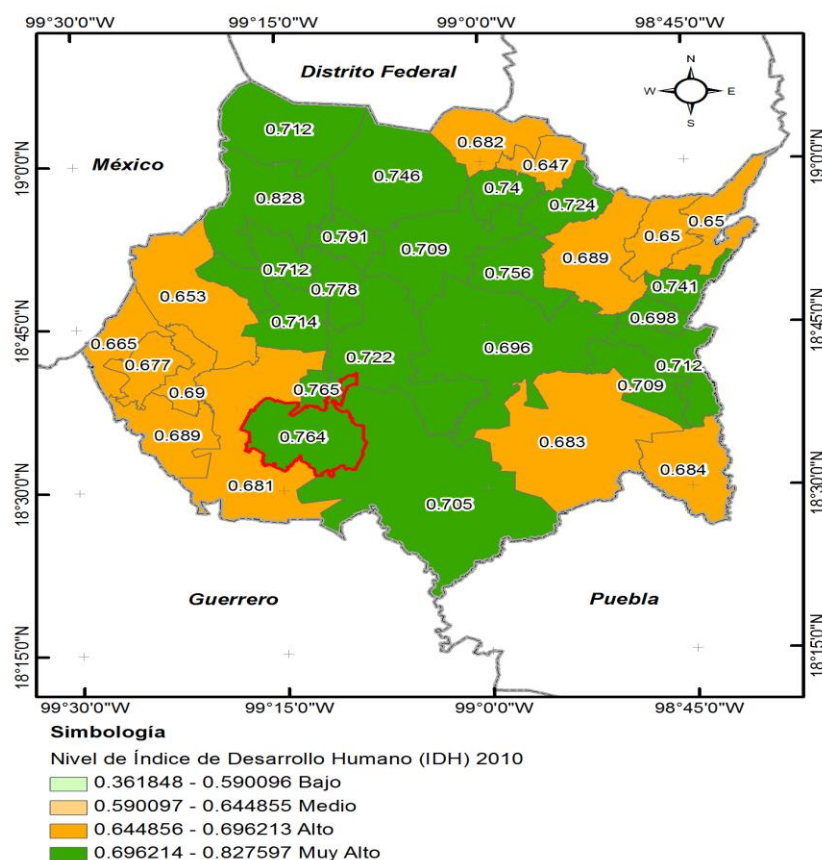 99°30'0"W 99°15'0"W 99°0'0"W 98°45'0"W
Distrito Federal
N
W E
S
México
19°0'0"N
19°0'0"N
0.712
0.682
0.647
0.746
0.74
0.828
0.724
0.65
0.791
0.709
0.65
0.689
0.712
0.756
0.741
0.778
0.653
0.698
0.714
18°45'0"N
18°45'0"N
0.665
0.722
0.696
0.677
0.712
0.69
0.765
0.709
0.689
0.764
0.683
0.684
0.681
18°30'0"N
18°30'0"N
0.705
Guerrero
Puebla
18°15'0"N
18°15'0"N
99°30'0"W 99°15'0"W 99°0'0"W 98°45'0"W
Simbología
Nivel de Índice de Desarrollo Humano (IDH) 2010
0.361848 - 0.590096 Bajo
0.590097 - 0.644855 Medio
0.644856 - 0.696213 Alto
0.696214 - 0.827597 Muy Alto